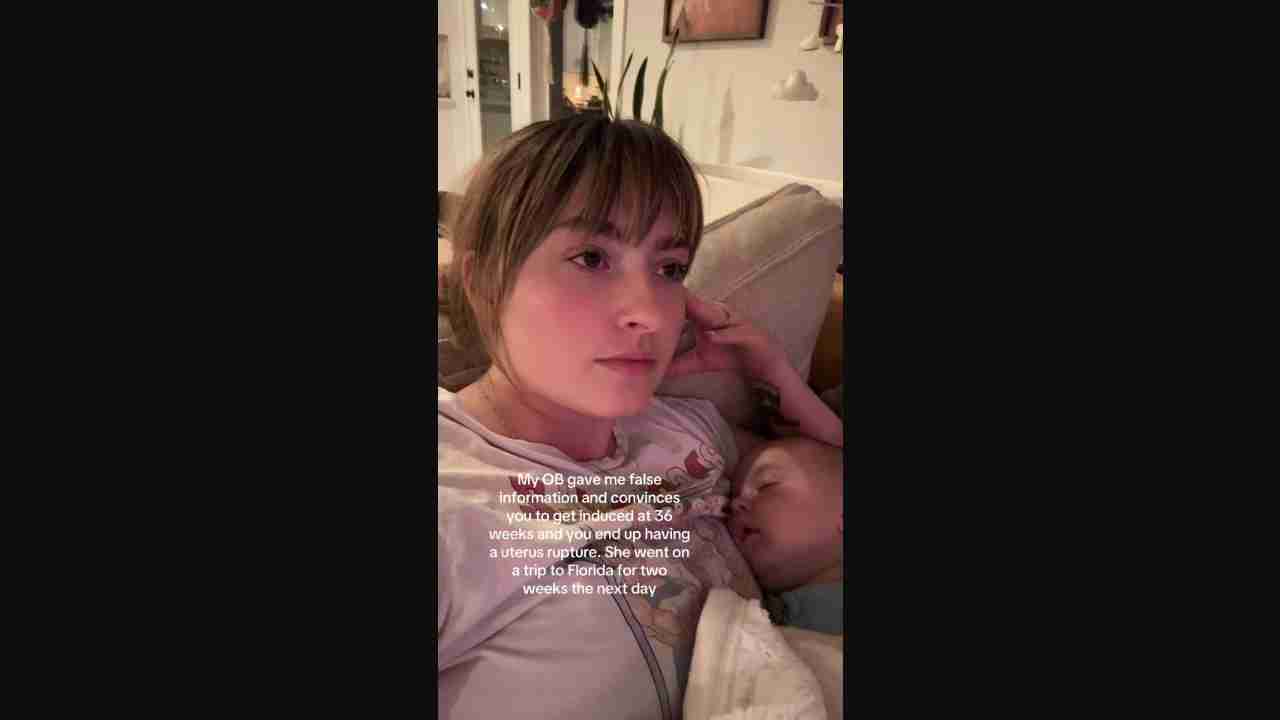 My OB gave me false
information and convinces
you to get induced at 36
weeks and you end up having
a uterus rupture. She went on
a trip to Florida for two
weeks the next day